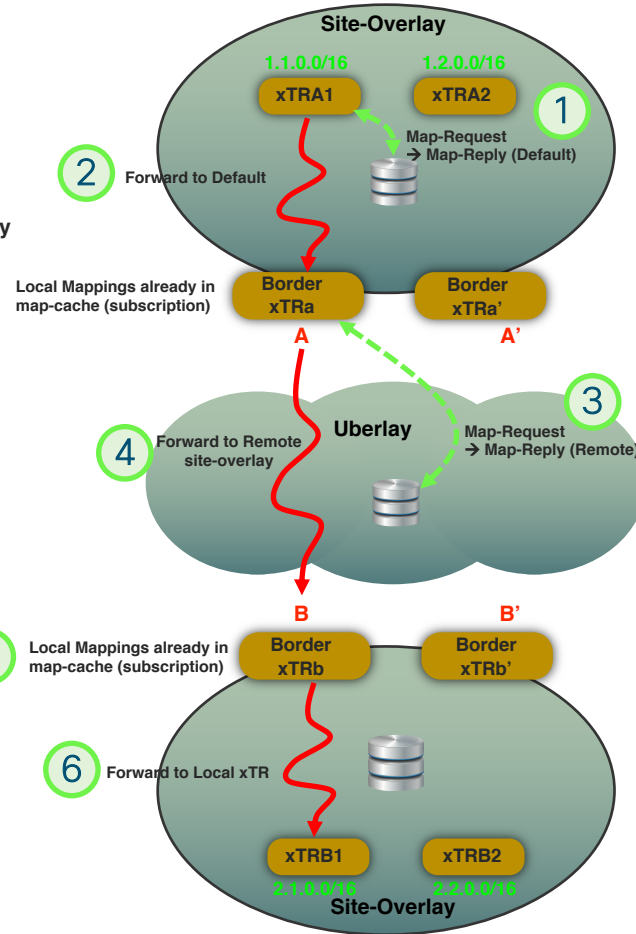 Site-Overlay
1.1.0.0/16
1.2.0.0/16
xTRA1
xTRA2
1
Map-Request
→ Map-Reply (Default)
2
Forward to Default
y
Local Mappings already in
map-cache (subscription)
Border
xTRa
Border
xTRa'
A
A'
3
4
Forward to Remote
site-overlay
Uberlay
Map-Request
→ Map-Reply (Remote)
B
B'
Local Mappings already in
map-cache (subscription)
Border
xTRb
Border
xTRb'
6
Forward to Local xTR
xTRB1
xTRB2
2.1.0.0/16
2.2.0.0/16
Site-Overlay